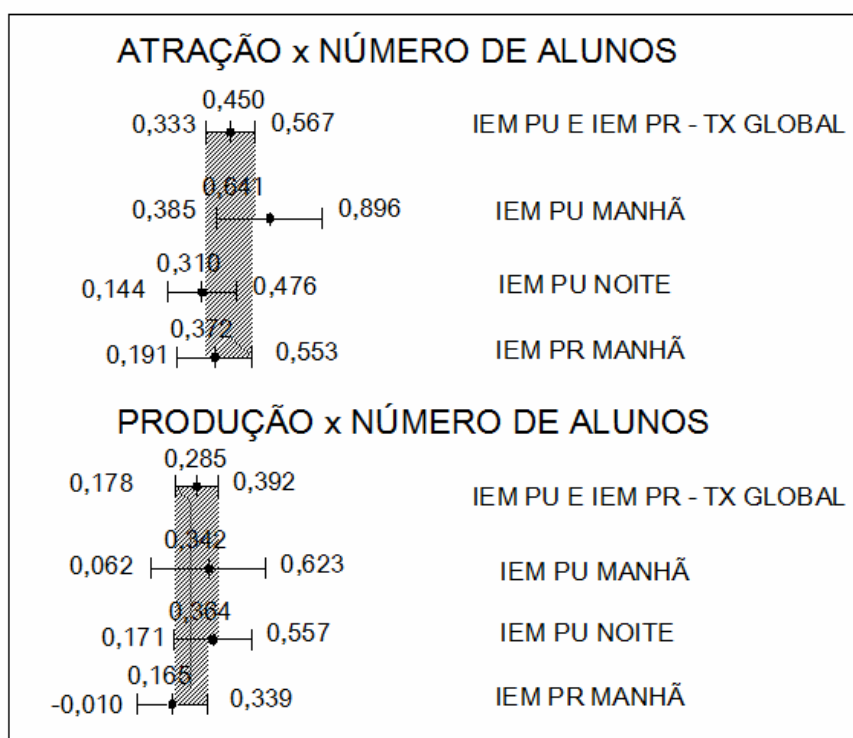 ATRAÇÃO x NÚMERO DE ALUNOS
0,450
0,333 0,567 IEM PU E IEM PR - TX GLOBAL
0,641
0,385 0,896 IEM PU MANHÃ
0,310
0,144 0,476 IEM PU NOITE
0,372
0,191 0,553 IEM PR MANHÃ
PRODUÇÃO x NÚMERO DE ALUNOS
0,285
0,178 0,392 IEM PU E IEM PR - TX GLOBAL
0,342
0,062 0,623 IEM PU MANHÃ
0,364
0,171 0,557 IEM PU NOITE
0,165
-0,010 0,339 IEM PR MANHÃ